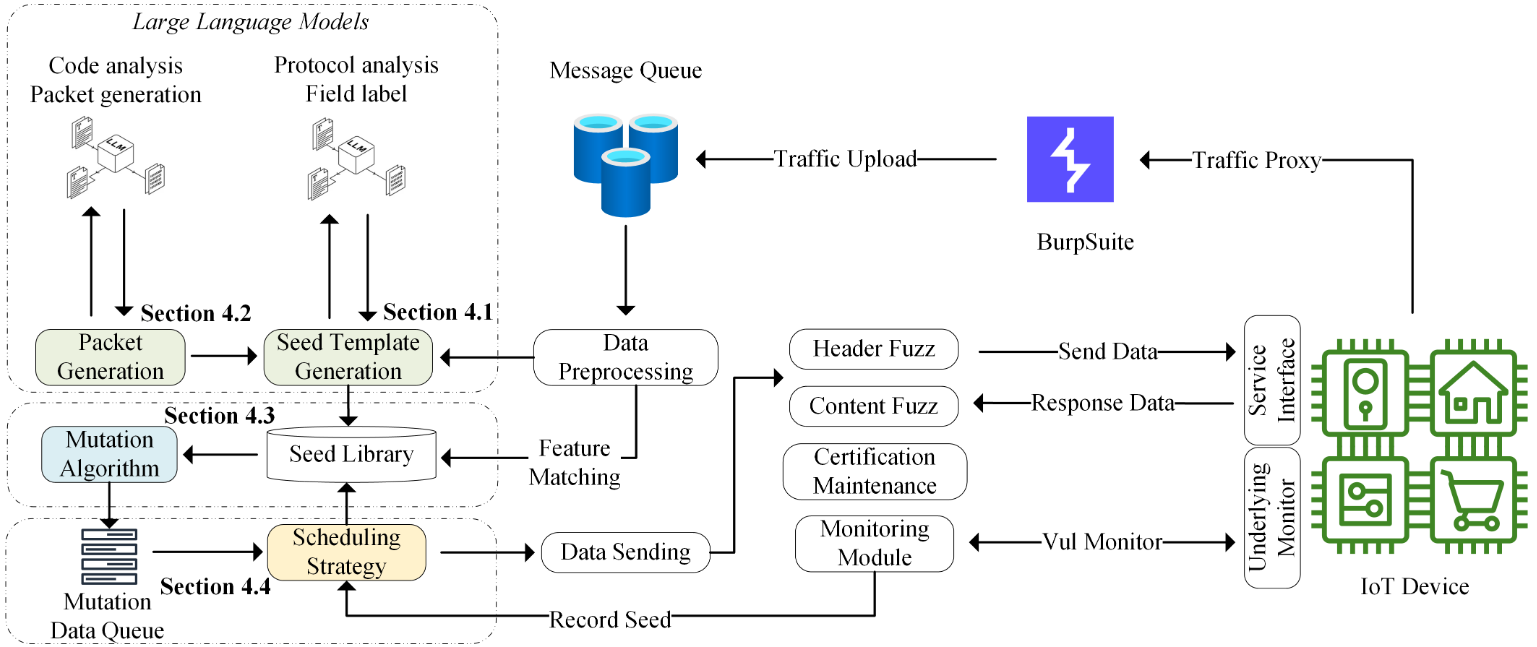 Large Language Models
Code analysis
Packet generation
Protocol analysis
Field label
LLM
LLM
Message Queue
Traffic Upload
Traffic Proxy
BurpSuite
Section 4.2
Section 4.1
Packet
Generation
Seed Template
Generation
Data
Preprocessing
Header Fuzz
Send Data
Service
Interface
Content Fuzz
Response Data
Section 4.3
Mutation
Algorithm
Seed Library
Feature
Matching
Certification
Maintenance
Scheduling
Strategy
Data Sending
Monitoring
Module
Vul Monitor
Underlying
Monitor
IoT Device
Section 4.4
Mutation
Data Queue
Record Seed